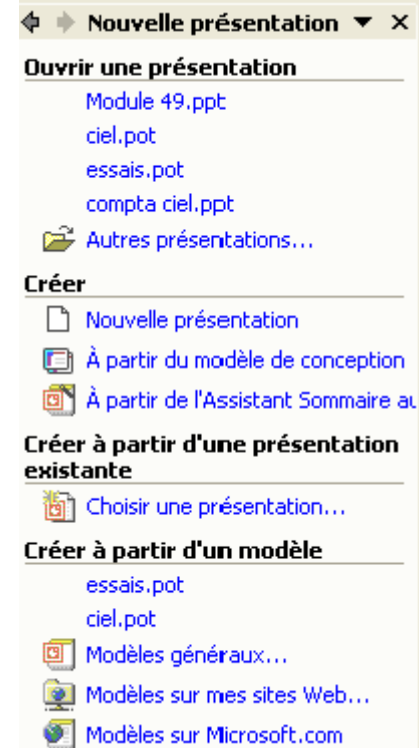 Nouvelle présentation
Ouvrir une présentation
Module 49.ppt
ciel.pot
essais.pot
compta ciel.ppt
Autres présentations...
Créer
Nouvelle présentation
À partir du modèle de conception
À partir de l'Assistant Sommaire au
Créer à partir d'une présentation
existante
Choisir une présentation...
Créer à partir d'un modèle
essais.pot
ciel.pot
Modèles généraux...
Modèles sur mes sites Web...
Modèles sur Microsoft.com